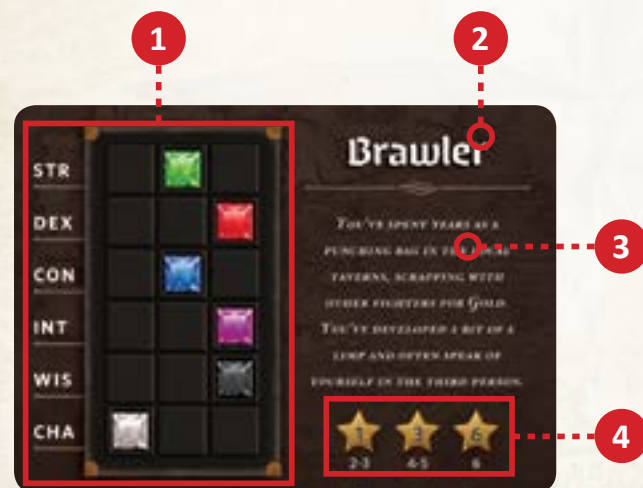 1
2
STR
DEX
CON
INT
WIS
CHA
Brawler
You've spent years as a
punching bag in the local
taverns, scrapping with
other fighters for Gold.
You've developed a bit of a
limp and often speak of
yourself in the third person.
3
1 3 6
2-3 4-5 6
4